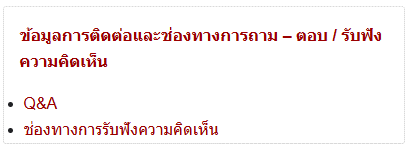 ข้อมูลการติดต่อและช่องทางการถาม – ตอบ / รับฟัง
ความคิดเห็น
Q&A
ช่องทางการรับฟังความคิดเห็น